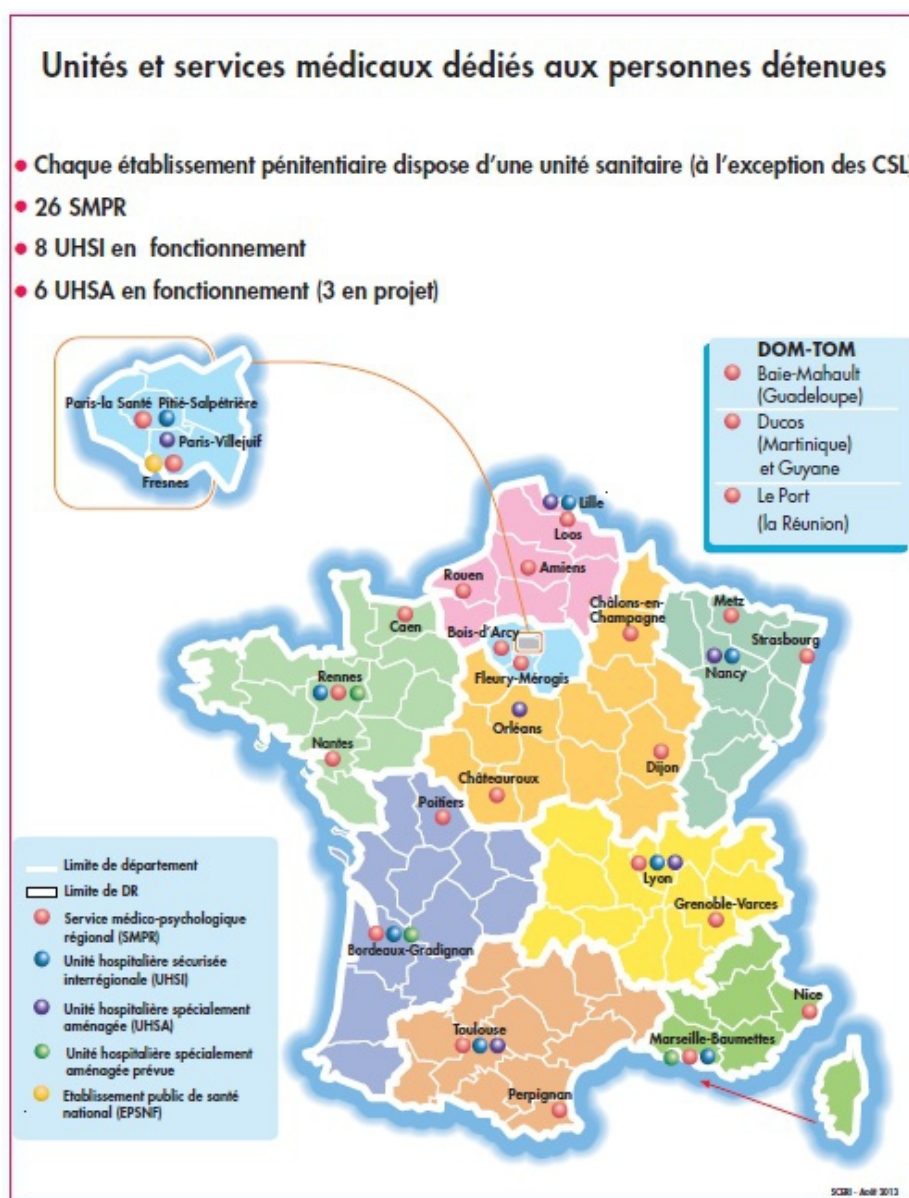 Unités et services médicaux dédiés aux personnes détenues
• Chaque établissement pénitentiaire dispose d'une unité sanitaire (à l'exception des CSL)
• 26 SMPR
• 8 UHSI en fonctionnement
• 6 UHSA en fonctionnement (3 en projet)
Paris-la Santé
Pitié-Salpétrière
Paris-Villejuif
Fresnes
DOM-TOM
Baie-Mahault
(Guadeloupe)
Ducos
(Martinique)
et Guyane
Le Port
(la Réunion)
Lille
Loos
Amiens
Rouen
Caen
Bois-d'Arcy
Fleury-Mérogis
Châlons-en-
Champagne
Metz
Strasbourg
Nancy
Rennes
Nantes
Orléans
Châteauroux
Dijon
Poitiers
Lyon
Grenoble-Varces
Bordeaux-Gradignan
Toulouse
Perpignan
Marseille-Baumettes
Nice
Limite de département
Limite de DR
Service médico-psychologique
régional (SMPR)
Unité hospitalière sécurisée
interrégionale (UHSI)
Unité hospitalière spécialement
aménagée (UHSA)
Unité hospitalière spécialement
aménagée prévue
Etablissement public de santé
national (EPSNF)
SCERI - Août 2013